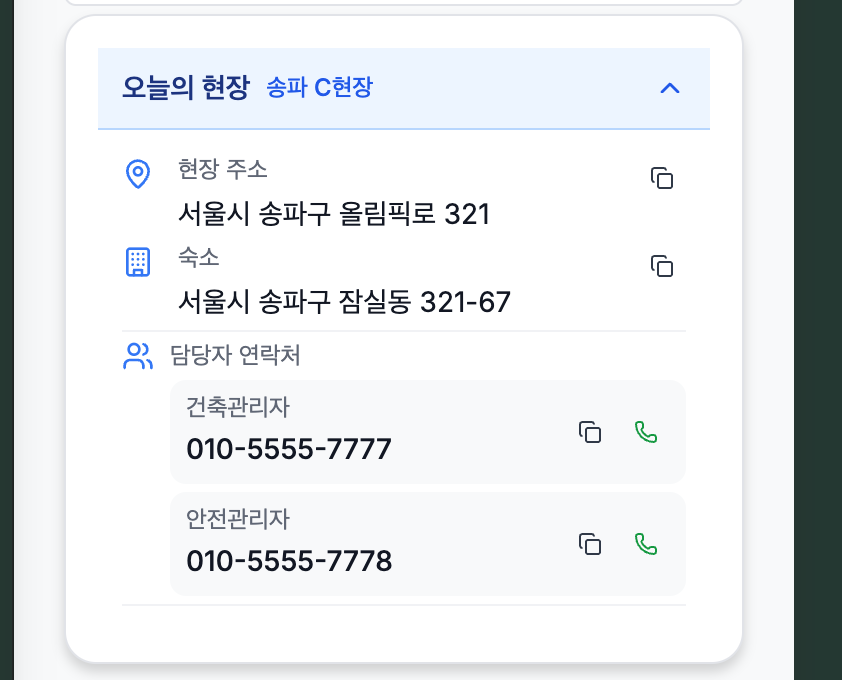 오늘의 현장 송파 C현장
현장 주소
서울시 송파구 올림픽로 321
숙소
서울시 송파구 잠실동 321-67
담당자 연락처
건축관리자
010-5555-7777
안전관리자
010-5555-7778